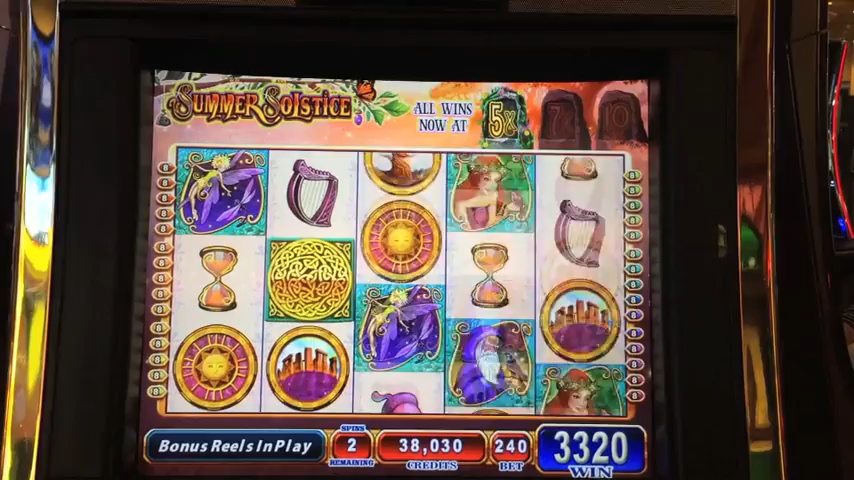 SUMMER SOLSTICE
ALL WINS
NOW AT
5X
7X
10
BONUS REELS IN PLAY
SPINS
2
REMAINING
38,030
CREDITS
240
BET
3320
WIN